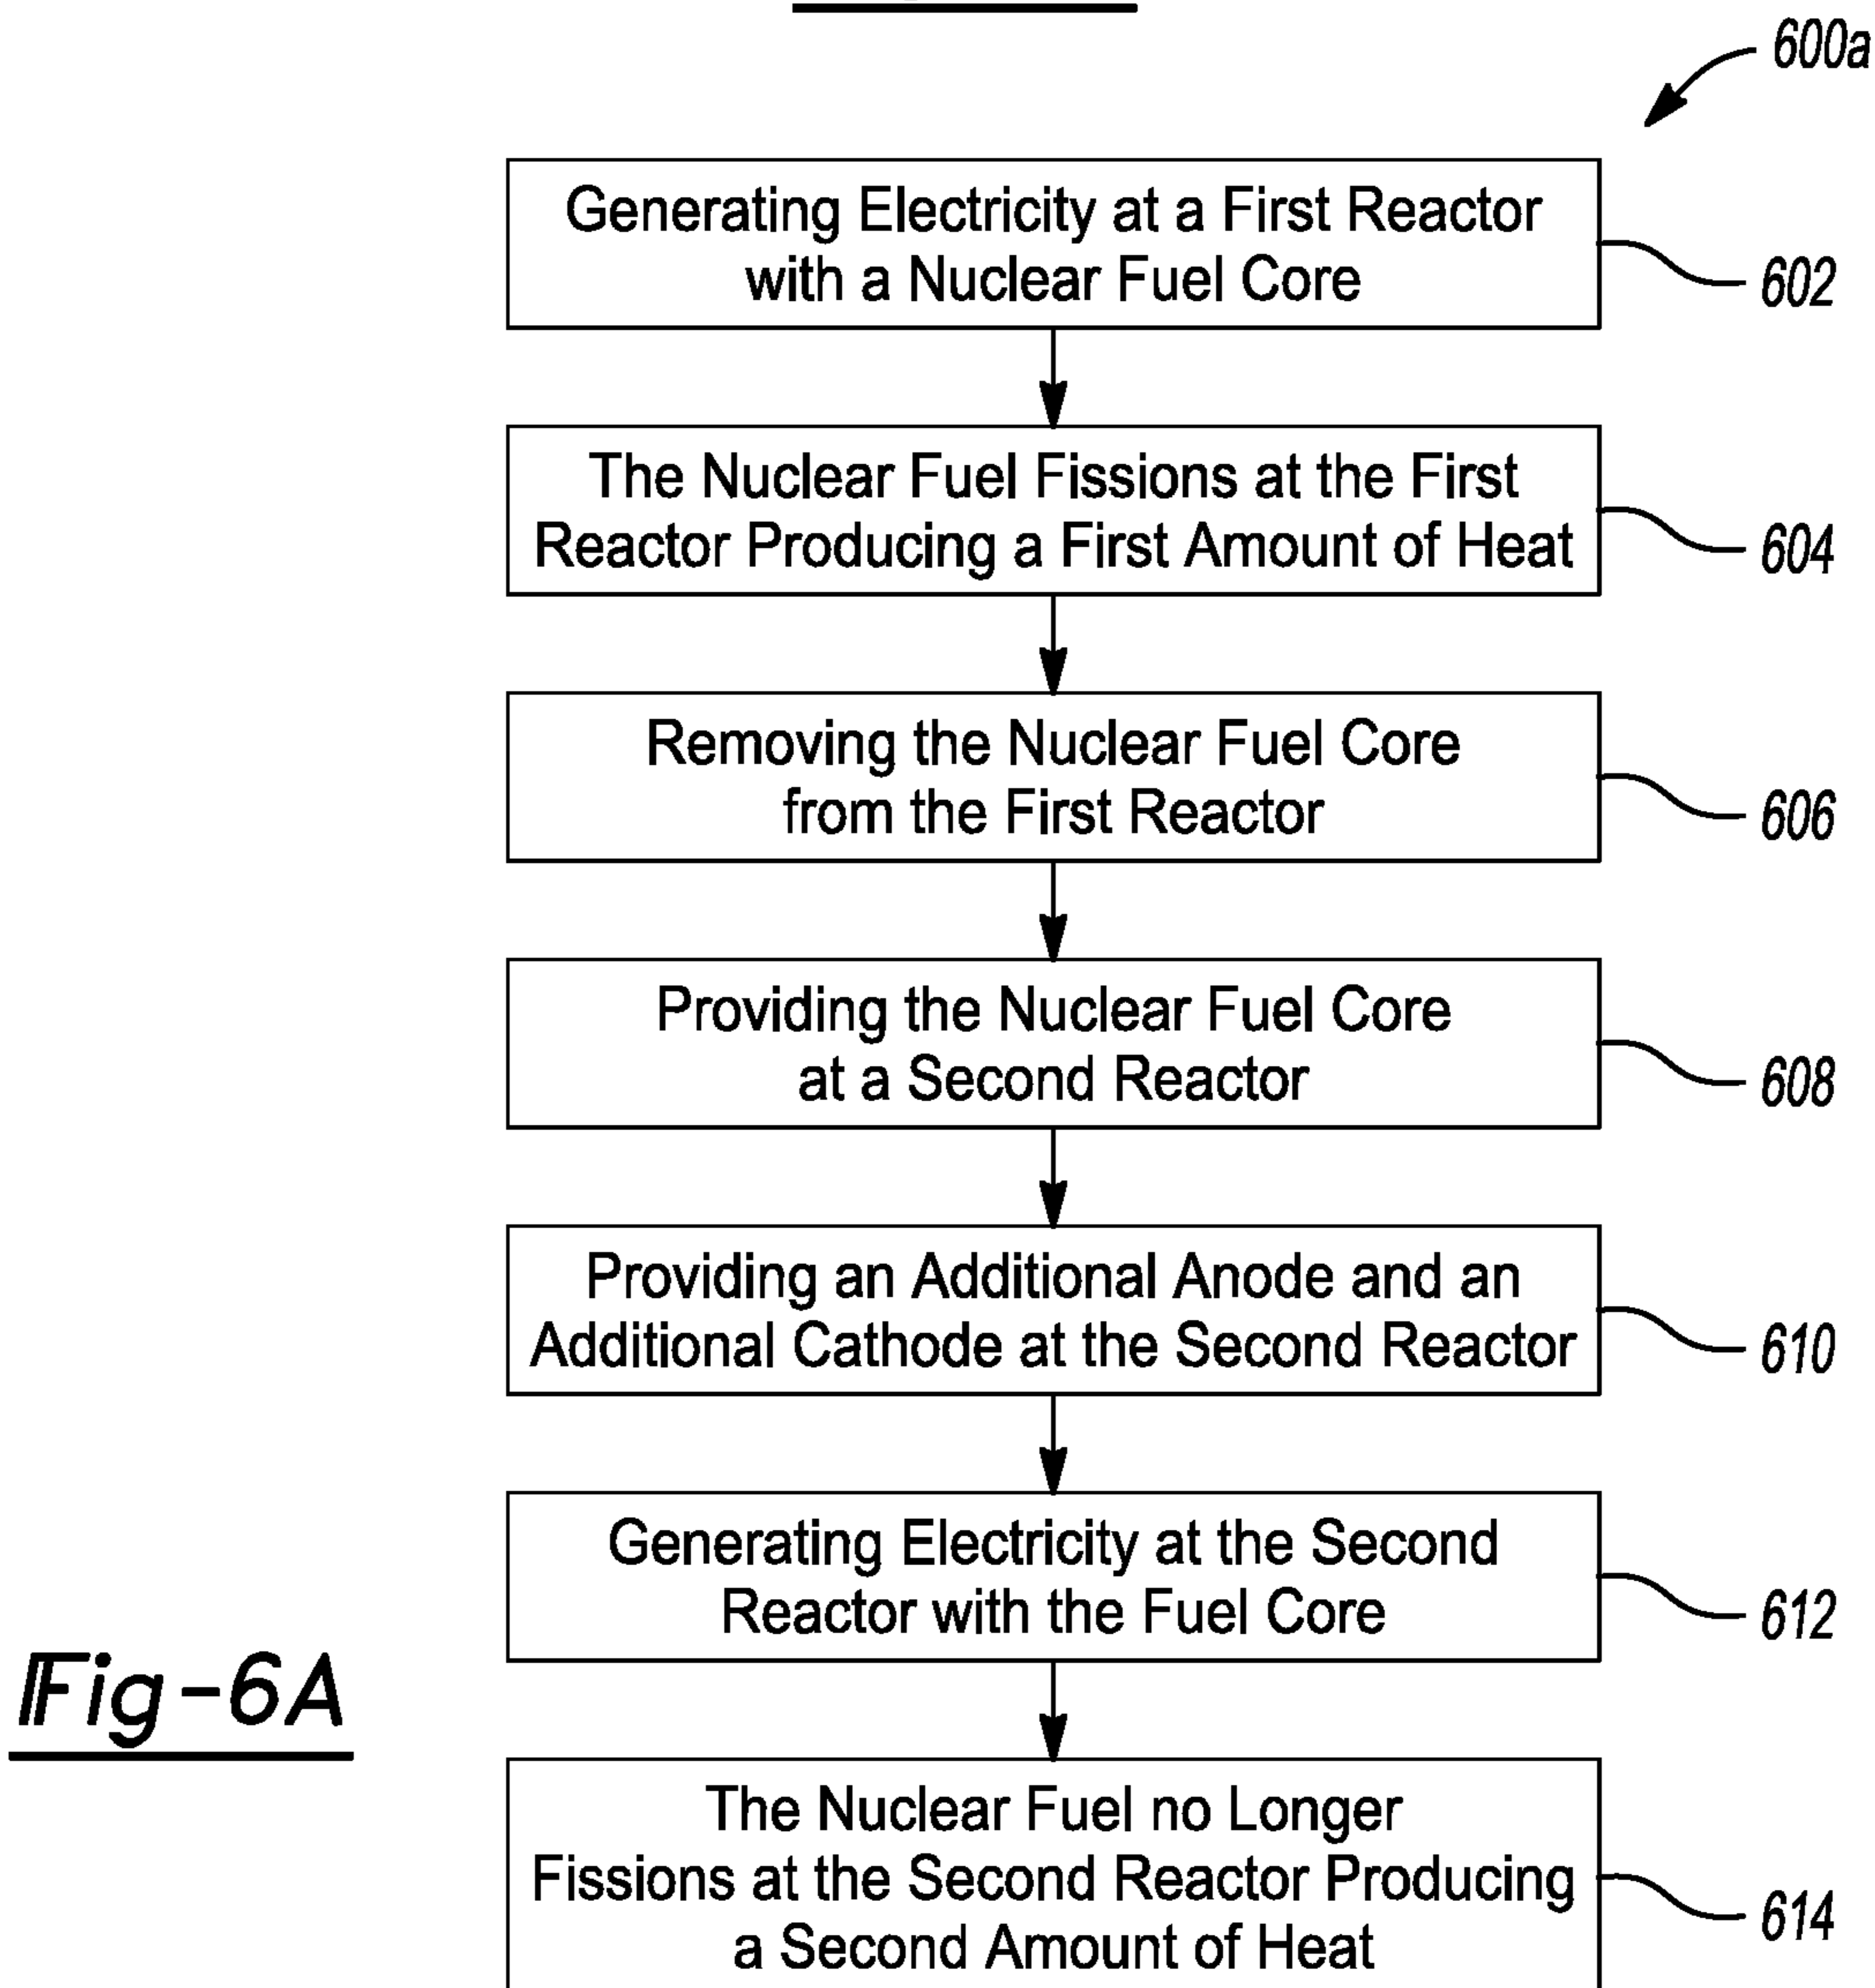 600a
Generating Electricity at a First Reactor
with a Nuclear Fuel Core
602
The Nuclear Fuel Fissions at the First
Reactor Producing a First Amount of Heat
604
Removing the Nuclear Fuel Core
from the First Reactor
606
Providing the Nuclear Fuel Core
at a Second Reactor
608
Providing an Additional Anode and an
Additional Cathode at the Second Reactor
610
Generating Electricity at the Second
Reactor with the Fuel Core
612
Fig-6A
The Nuclear Fuel no Longer
Fissions at the Second Reactor Producing
a Second Amount of Heat
614